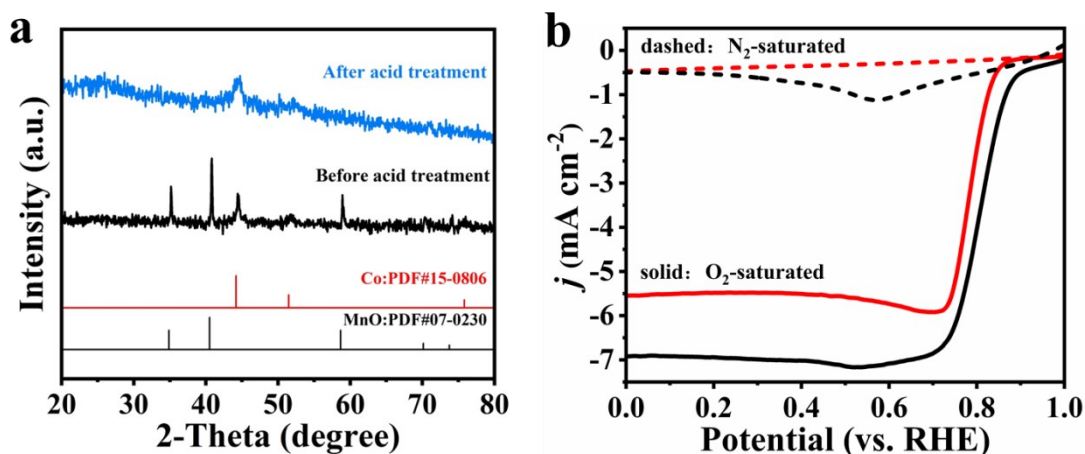 a
After acid treatment
Before acid treatment
Co:PDF#15-0806
MnO:PDF#07-0230
Intensity (a.u.)
20 30 40 50 60 70 80
2-Theta (degree)
b
dashed: N₂-saturated
solid: O₂-saturated
0
-1
-2
-3
-4
-5
-6
-7
j (mA cm⁻²)
0.0 0.2 0.4 0.6 0.8 1.0
Potential (vs. RHE)